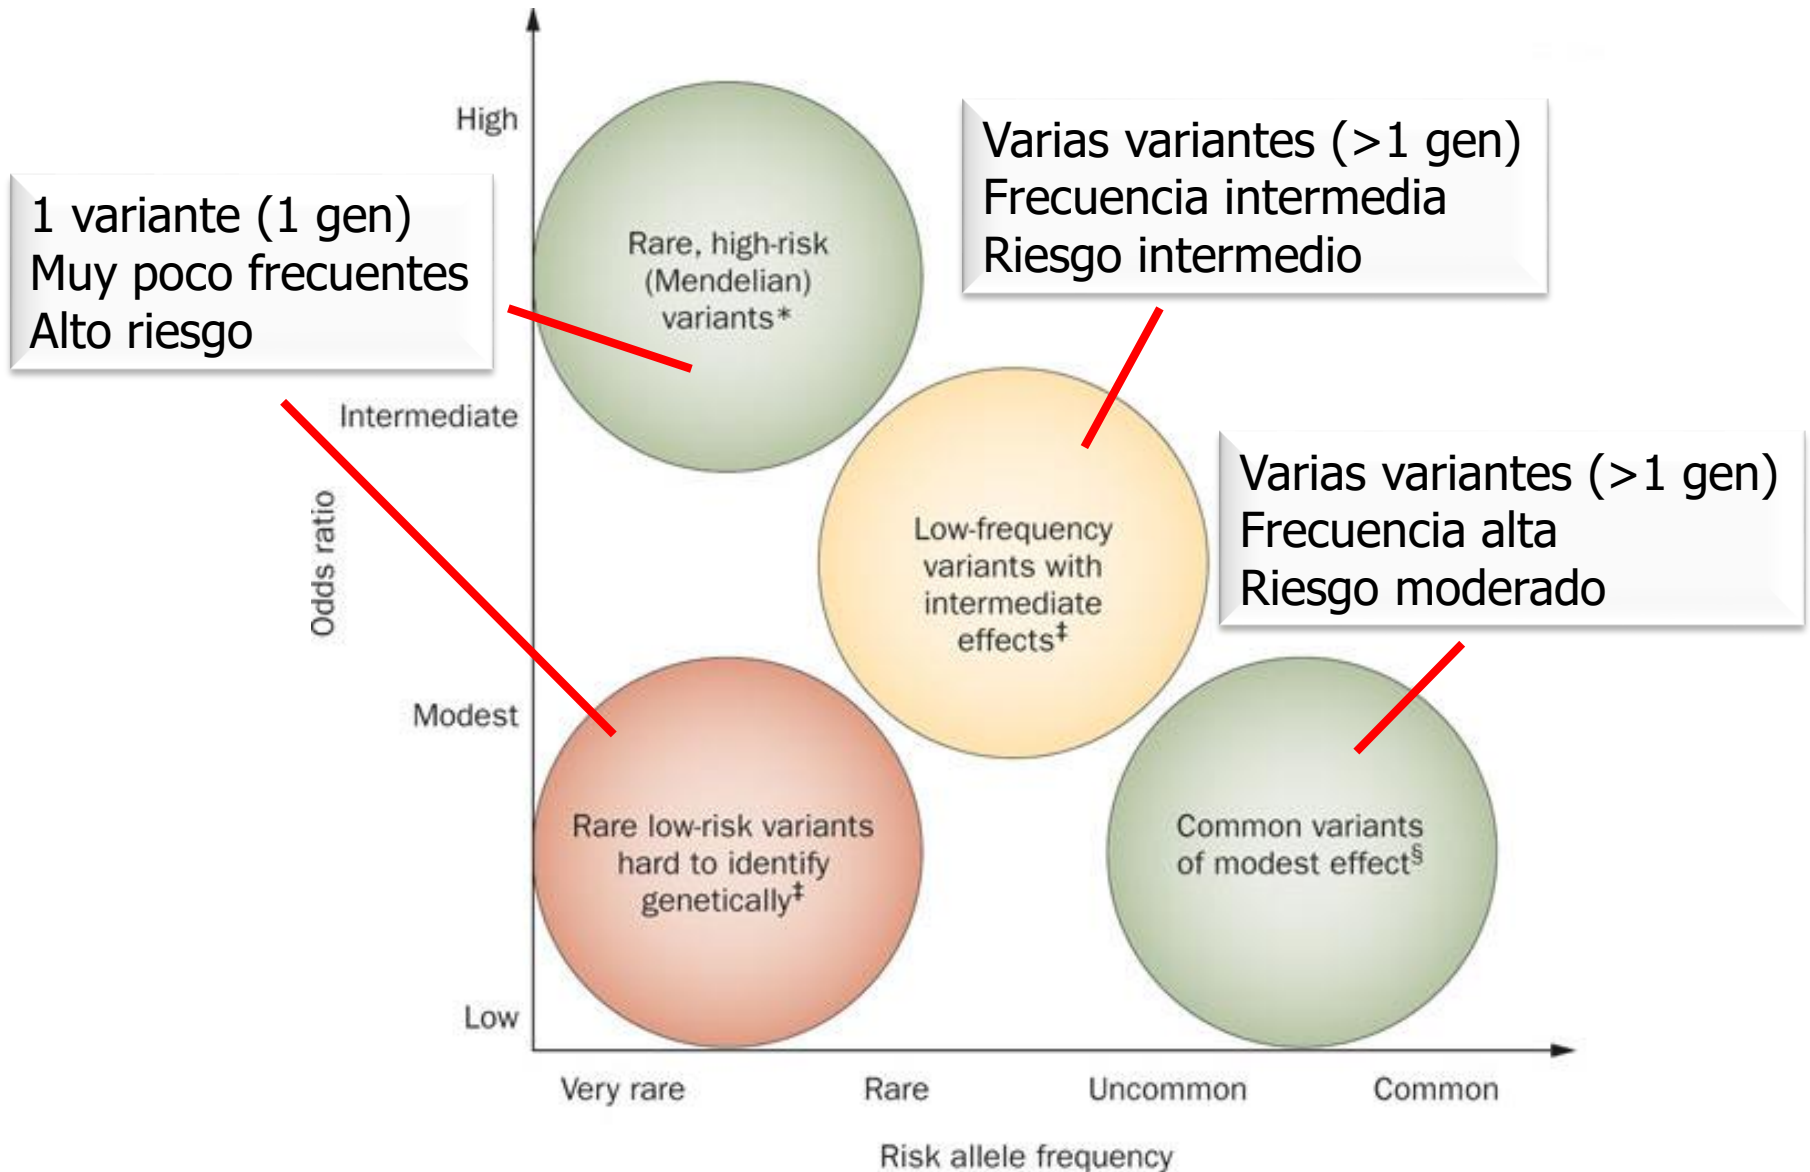 High
1 variante (1 gen)
Muy poco frecuentes
Alto riesgo
Rare, high-risk
(Mendelian)
variants*
Varias variantes (>1 gen)
Frecuencia intermedia
Riesgo intermedio
Intermediate
Odds ratio
Low-frequency
variants with
intermediate
effects‡
Varias variantes (>1 gen)
Frecuencia alta
Riesgo moderado
Modest
Rare low-risk variants
hard to identify
genetically‡
Common variants
of modest effect§
Low
Very rare
Rare
Uncommon
Common
Risk allele frequency